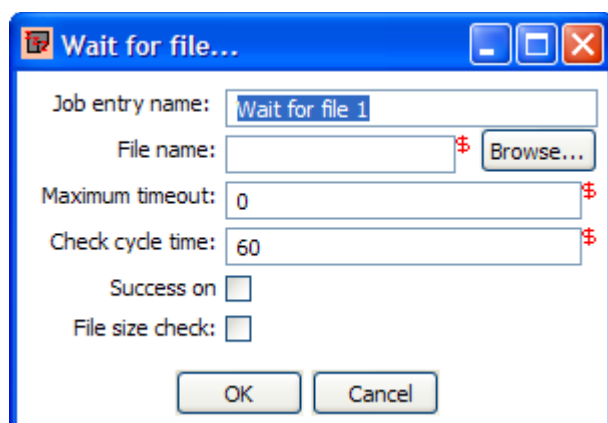 Wait for file...
Job entry name: Wait for file 1
File name: $ Browse...
Maximum timeout: 0 $
Check cycle time: 60 $
Success on
File size check:
OK Cancel